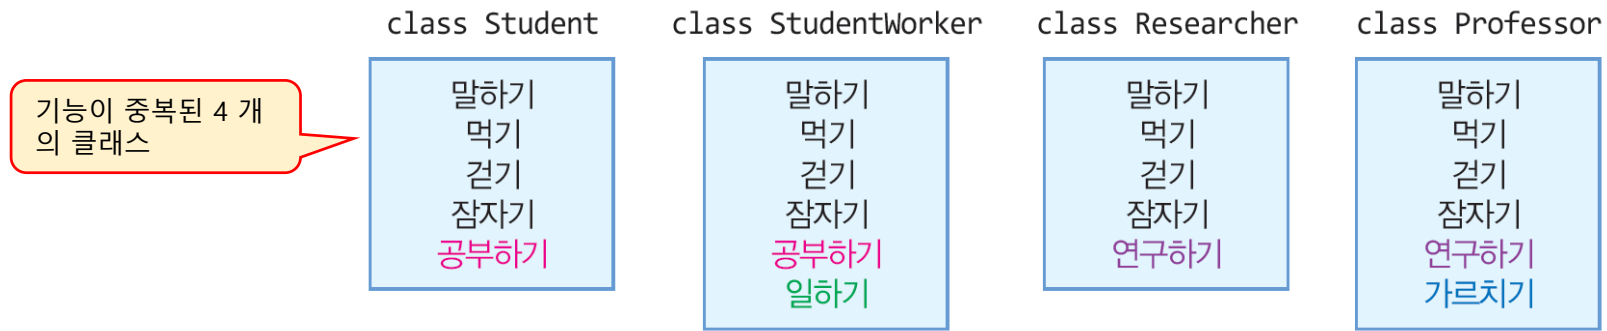 기능이 중복된 4 개
의 클래스
class Student
말하기
먹기
걷기
잠자기
공부하기
class StudentWorker
말하기
먹기
걷기
잠자기
공부하기
일하기
class Researcher
말하기
먹기
걷기
잠자기
연구하기
class Professor
말하기
먹기
걷기
잠자기
연구하기
가르치기